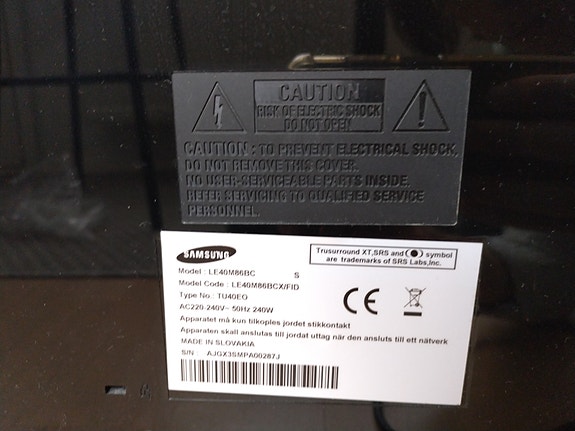 CAUTION
RISK OF ELECTRIC SHOCK
DO NOT OPEN
CAUTION : TO PREVENT ELECTRICAL SHOCK,
DO NOT REMOVE THIS COVER.
NO USER-SERVICEABLE PARTS INSIDE.
REFER SERVICING TO QUALIFIED SERVICE
PERSONNEL.
SAMSUNG
Trusurround XT,SRS and symbol
are trademarks of SRS Labs,Inc.
Model : LE40M86BC S
Model Code : LE40M86BCX/FID
Type No.: TU40EO
AC220-240V~ 50Hz 240W
CE
Apparatet må kun tilkoples jordet stikkontakt
Apparaten skall anslutas till jordat uttag när den ansluts till ett nätverk
MADE IN SLOVAKIA
S/N : AJGX3SMPA00287J